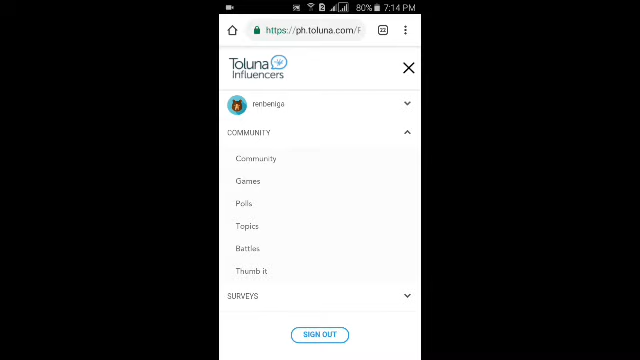 80% 7:14 PM
https://ph.toluna.com/
22
Toluna
Influencers
renbeniga
COMMUNITY
Community
Games
Polls
Topics
Battles
Thumb it
SURVEYS
SIGN OUT